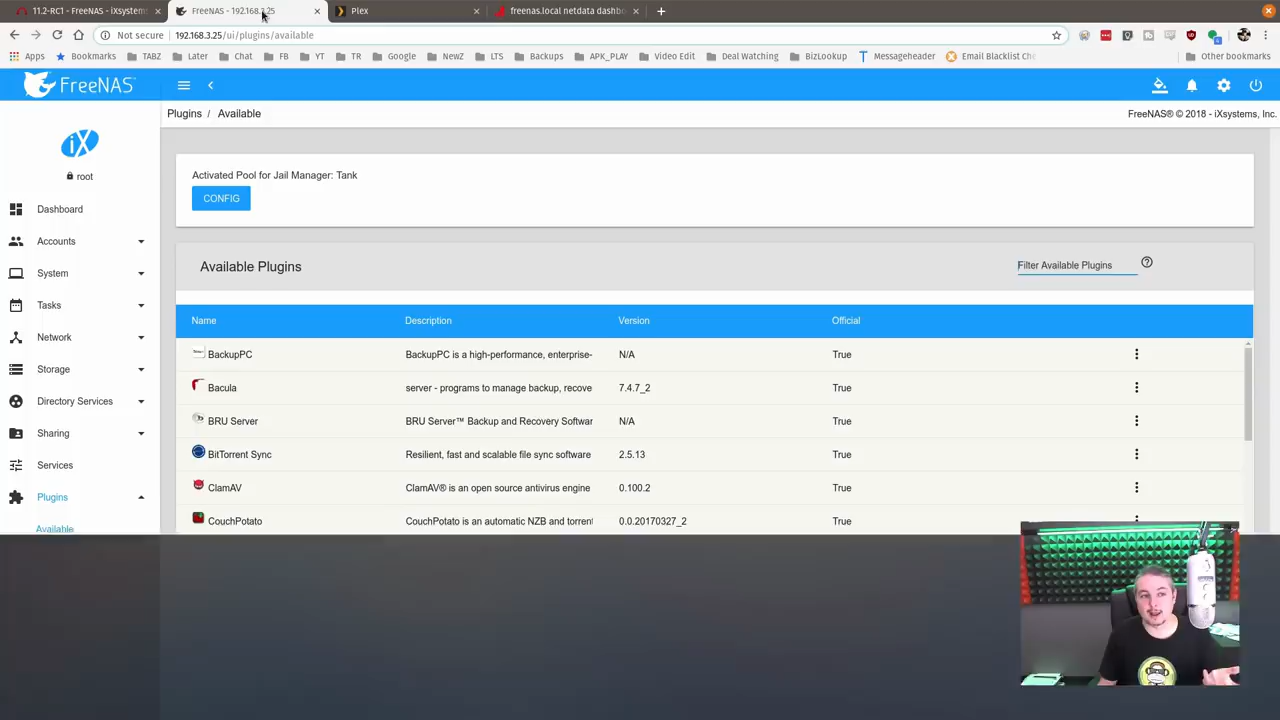 11.2-RC1 - FreeNAS - iXsystems
FreeNAS - 192.168.3.25
Plex
freenas.local netdata dashb
Not secure 192.168.3.25/ui/plugins/available
Apps Bookmarks TABZ Later Chat FB YT TR Google NewZ LTS Backups APK_PLAY Video Edit Deal Watching BizLookup Messageheader Email Blacklist Che Other bookmarks
FreeNAS
Plugins / Available
FreeNAS® © 2018 - iXsystems, Inc.
iX
root
Activated Pool for Jail Manager: Tank
CONFIG
Dashboard
Accounts
System
Tasks
Network
Storage
Directory Services
Sharing
Services
Plugins
Available
Available Plugins
Filter Available Plugins
Name Description Version Official
BackupPC BackupPC is a high-performance, enterprise- N/A True
Bacula server - programs to manage backup, recove 7.4.7_2 True
BRU Server BRU Server™ Backup and Recovery Softwar N/A True
BitTorrent Sync Resilient, fast and scalable file sync software 2.5.13 True
ClamAV ClamAV® is an open source antivirus engine 0.100.2 True
CouchPotato CouchPotato is an automatic NZB and torrent 0.0.20170327_2 True